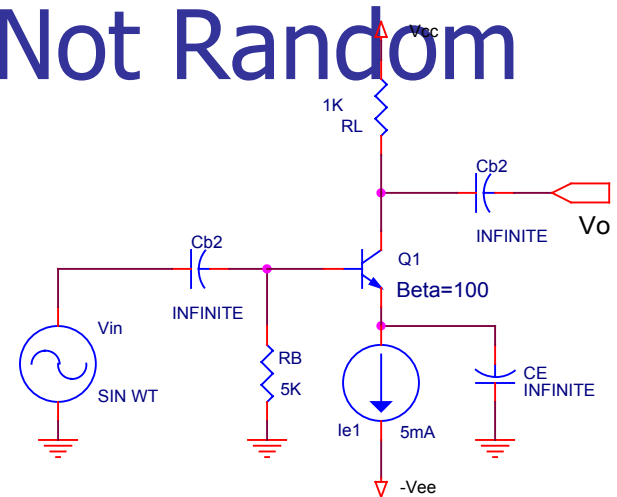 Not Random
Vcc
1K
RL
Cb2
INFINITE
Vo
Cb2
INFINITE
Q1
Beta=100
Vin
SIN WT
RB
5K
Ie1
5mA
CE
INFINITE
-Vee